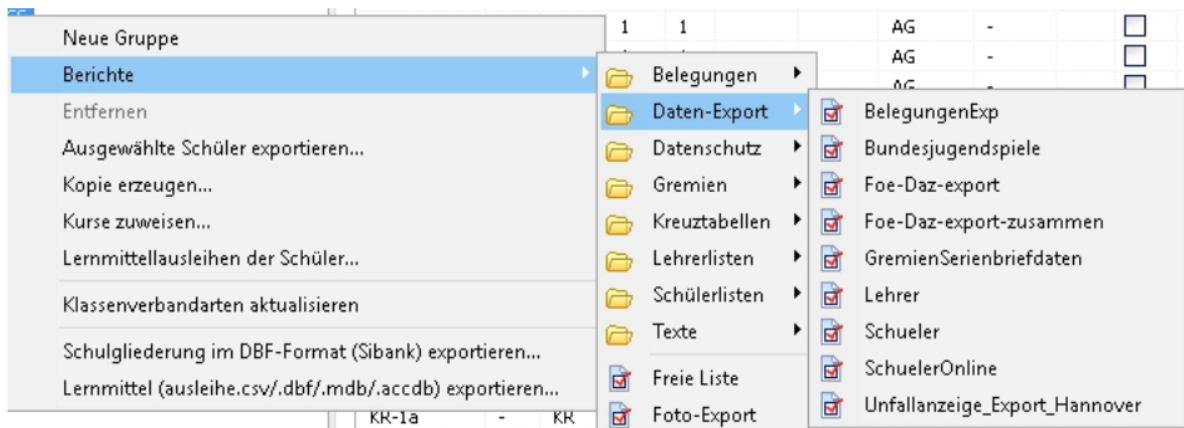 Neue Gruppe
Berichte
Entfernen
Ausgewählte Schüler exportieren...
Kopie erzeugen...
Kurse zuweisen...
Lernmittellausleihen der Schüler...
Klassenverbandarten aktualisieren
Schulgliederung im DBF-Format (Sibank) exportieren...
Lernmittel (ausleihe.csv/.dbf/.mdb/.accdb) exportieren...
Belegungen
Daten-Export
Datenschutz
Gremien
Kreuztabellen
Lehrerlisten
Schülerlisten
Texte
Freie Liste
Foto-Export
BelegungenExp
Bundesjugendspiele
Foe-Daz-export
Foe-Daz-export-zusammen
GremienSerienbriefdaten
Lehrer
Schueler
SchuelerOnline
Unfallanzeige_Export_Hannover
1 1 AG -
AG -
KR-1a - KR